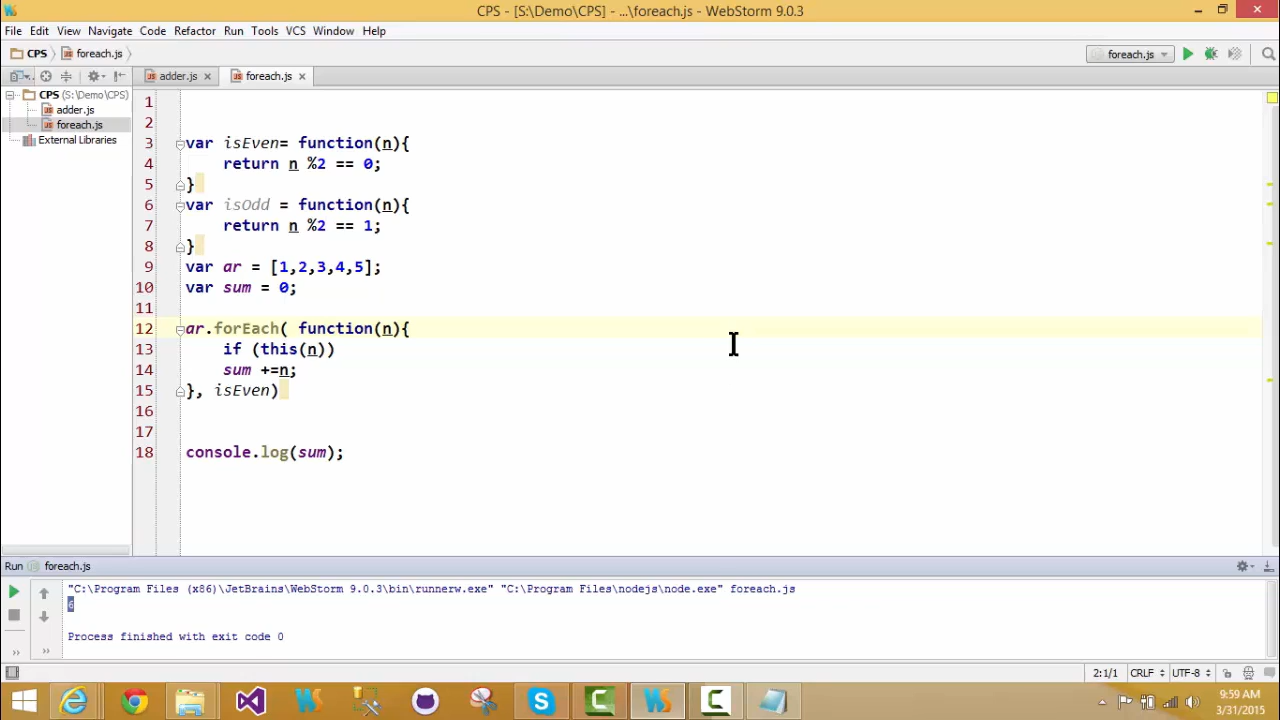 CPS - [S:\Demo\CPS] - ...\foreach.js - WebStorm 9.0.3
File Edit View Navigate Code Refactor Run Tools VCS Window Help
CPS foreach.js foreach.js
adder.js foreach.js
CPS (S:\Demo\CPS)
adder.js
foreach.js
External Libraries
1
2
3 var isEven= function(n){
4 return n %2 == 0;
5 }
6 var isOdd = function(n){
7 return n %2 == 1;
8 }
9 var ar = [1,2,3,4,5];
10 var sum = 0;
11
12 ar.forEach( function(n){
13 if (this(n))
14 sum +=n;
15 }, isEven)
16
17
18 console.log(sum);
Run foreach.js
"C:\Program Files (x86)\JetBrains\WebStorm 9.0.3\bin\runnerw.exe" "C:\Program Files\nodejs\node.exe" foreach.js
6
Process finished with exit code 0
2:1/1 CRLF UTF-8
9:59 AM
3/31/2015